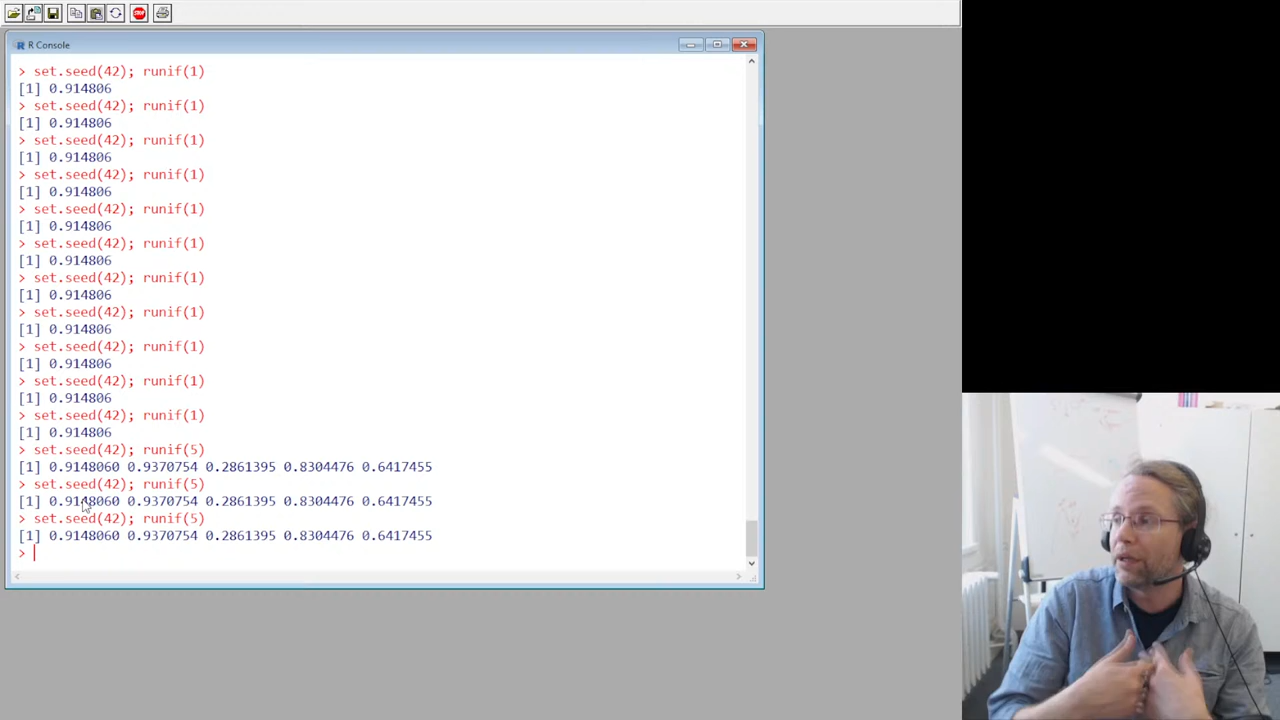 STOP
R Console
> set.seed(42); runif(1)
[1] 0.914806
> set.seed(42); runif(1)
[1] 0.914806
> set.seed(42); runif(1)
[1] 0.914806
> set.seed(42); runif(1)
[1] 0.914806
> set.seed(42); runif(1)
[1] 0.914806
> set.seed(42); runif(1)
[1] 0.914806
> set.seed(42); runif(1)
[1] 0.914806
> set.seed(42); runif(1)
[1] 0.914806
> set.seed(42); runif(1)
[1] 0.914806
> set.seed(42); runif(1)
[1] 0.914806
> set.seed(42); runif(1)
[1] 0.914806
> set.seed(42); runif(5)
[1] 0.9148060 0.9370754 0.2861395 0.8304476 0.6417455
> set.seed(42); runif(5)
[1] 0.9148060 0.9370754 0.2861395 0.8304476 0.6417455
> set.seed(42); runif(5)
[1] 0.9148060 0.9370754 0.2861395 0.8304476 0.6417455
>